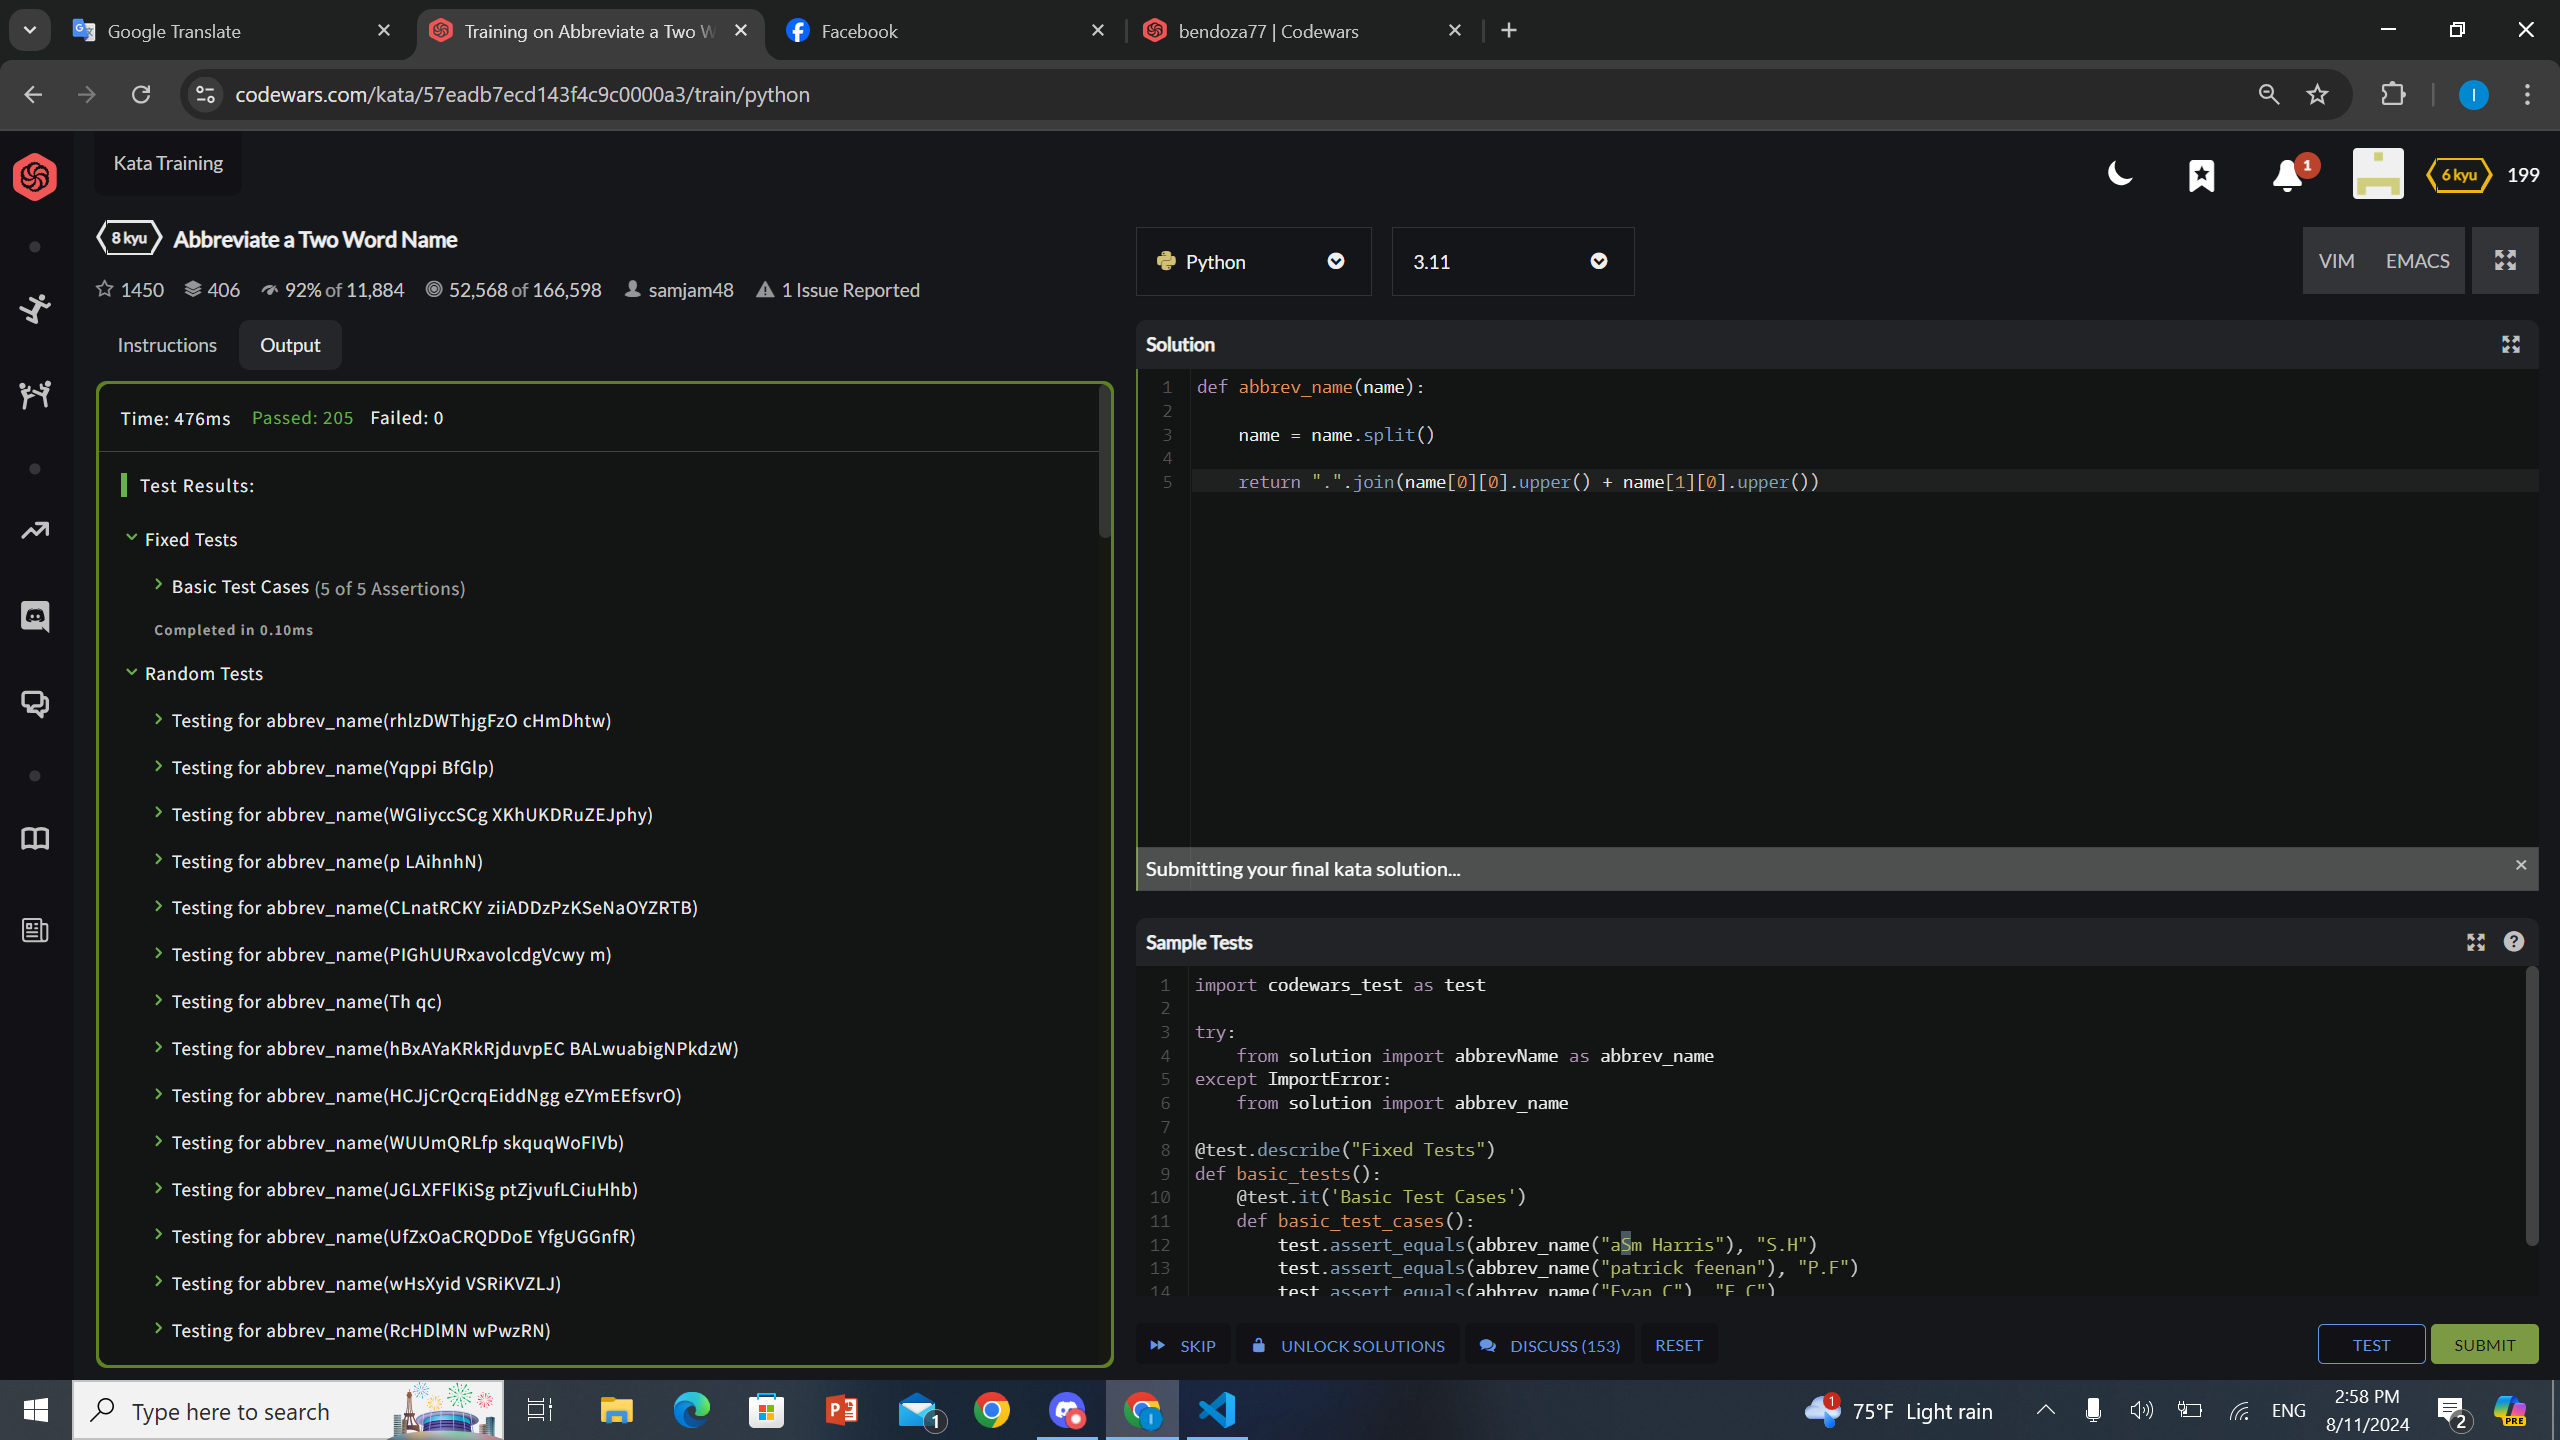 Google Translate
Training on Abbreviate a Two W
Facebook
bendoza77 | Codewars
codewars.com/kata/57eadb7ecd143f4c9c0000a3/train/python
I
Kata Training
1
6 kyu
199
8 kyu
Abbreviate a Two Word Name
1450
406
92% of 11,884
52,568 of 166,598
samjam48
1 Issue Reported
Python
3.11
VIM
EMACS
Instructions
Output
Time: 476ms Passed: 205 Failed: 0
Test Results:
Fixed Tests
Basic Test Cases (5 of 5 Assertions)
Completed in 0.10ms
Random Tests
Testing for abbrev_name(rhlzDWThjgFzO cHmDhtw)
Testing for abbrev_name(Yqppi BfGlp)
Testing for abbrev_name(WGIiyccSCg XKhUKDRuZEJphy)
Testing for abbrev_name(p LAihnhN)
Testing for abbrev_name(CLnatRCKY ziiADDzPzKSeNaOYZRTB)
Testing for abbrev_name(PIGhUURxavolcdgVcwy m)
Testing for abbrev_name(Th qc)
Testing for abbrev_name(hBxAYaKRkRjduvpEC BALwuabigNPkdzW)
Testing for abbrev_name(HCJjCrQcrqEiddNgg eZYmEEfsvrO)
Testing for abbrev_name(WUUmQRLfp skquqWoFIVb)
Testing for abbrev_name(JGLXFFlKiSg ptZjvufLCiuHhb)
Testing for abbrev_name(UfZxOaCRQDDoE YfgUGGnfR)
Testing for abbrev_name(wHsXyid VSRiKVZLJ)
Testing for abbrev_name(RcHDlMN wPwzRN)
Solution
1 def abbrev_name(name):
2
3 name = name.split()
4
5 return ".".join(name[0][0].upper() + name[1][0].upper())
Submitting your final kata solution...
Sample Tests
1 import codewars_test as test
2
3 try:
4 from solution import abbrevName as abbrev_name
5 except ImportError:
6 from solution import abbrev_name
7
8 @test.describe("Fixed Tests")
9 def basic_tests():
10 @test.it('Basic Test Cases')
11 def basic_test_cases():
12 test.assert_equals(abbrev_name("aSm Harris"), "S.H")
13 test.assert_equals(abbrev_name("patrick feenan"), "P.F")
14 test.assert_equals(abbrev_name("Evan C"), "E.C")
SKIP
UNLOCK SOLUTIONS
DISCUSS (153)
RESET
TEST
SUBMIT
Type here to search
1
1
75°F Light rain
ENG
2:58 PM
8/11/2024
2
PRE